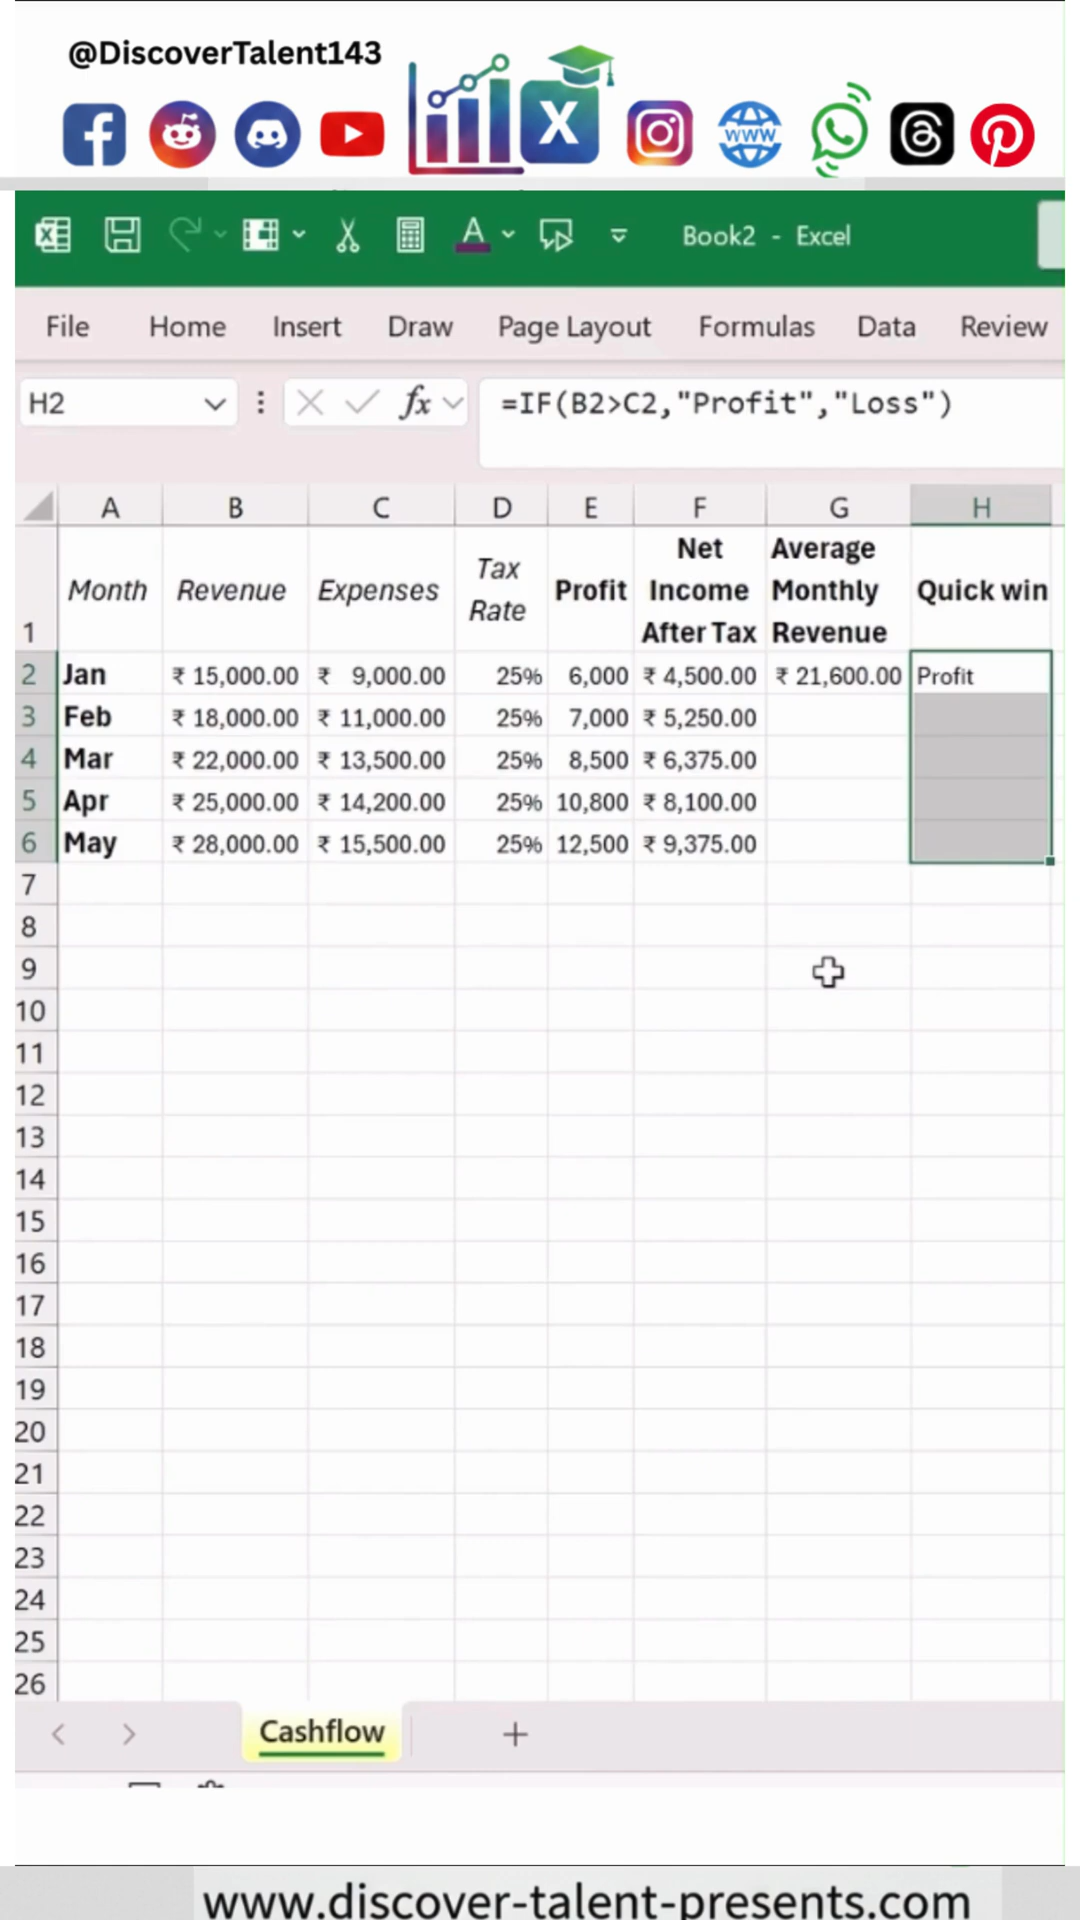 @DiscoverTalent143
X
WWW
Book2 - Excel
File Home Insert Draw Page Layout Formulas Data Review
H2 fx =IF(B2>C2,"Profit","Loss")
A B C D E F G H
1 Month Revenue Expenses Tax Rate Profit Net Income After Tax Average Monthly Revenue Quick win
2 Jan ₹ 15,000.00 ₹ 9,000.00 25% 6,000 ₹ 4,500.00 ₹ 21,600.00 Profit
3 Feb ₹ 18,000.00 ₹ 11,000.00 25% 7,000 ₹ 5,250.00
4 Mar ₹ 22,000.00 ₹ 13,500.00 25% 8,500 ₹ 6,375.00
5 Apr ₹ 25,000.00 ₹ 14,200.00 25% 10,800 ₹ 8,100.00
6 May ₹ 28,000.00 ₹ 15,500.00 25% 12,500 ₹ 9,375.00
7
8
9
10
11
12
13
14
15
16
17
18
19
20
21
22
23
24
25
26
Cashflow
www.discover-talent-presents.com